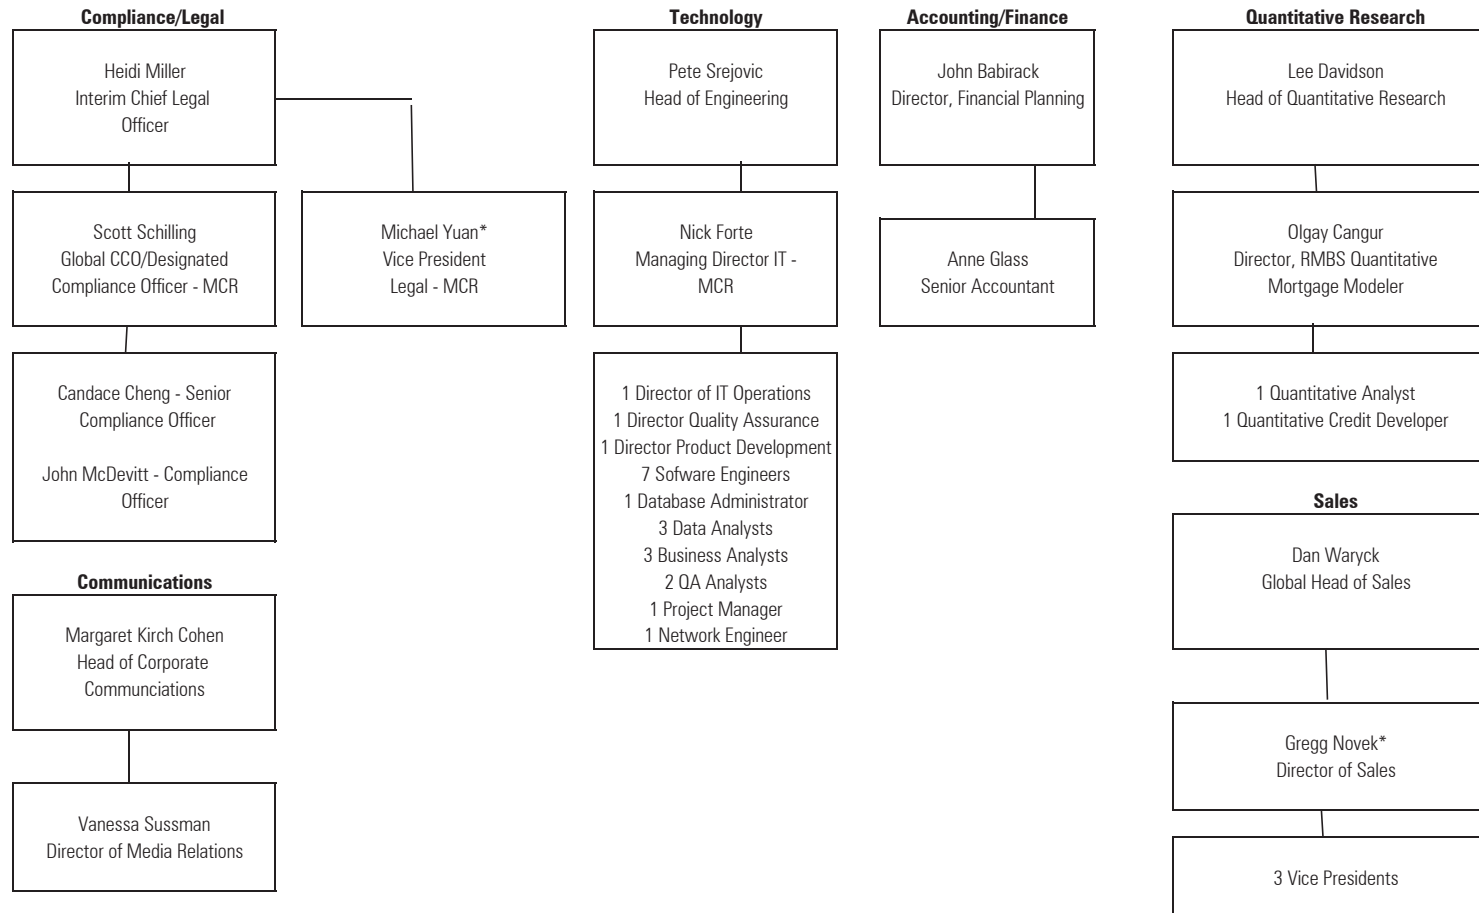 Compliance/Legal
Heidi Miller
Interim Chief Legal
Officer
Scott Schilling
Global CCO/Designated
Compliance Officer - MCR
Michael Yuan*
Vice President
Legal - MCR
Candace Cheng - Senior
Compliance Officer
John McDevitt - Compliance
Officer
Communications
Margaret Kirch Cohen
Head of Corporate
Communciations
Vanessa Sussman
Director of Media Relations
Technology
Pete Srejovic
Head of Engineering
Nick Forte
Managing Director IT -
MCR
1 Director of IT Operations
1 Director Quality Assurance
1 Director Product Development
7 Sofware Engineers
1 Database Administrator
3 Data Analysts
3 Business Analysts
2 QA Analysts
1 Project Manager
1 Network Engineer
Accounting/Finance
John Babirack
Director, Financial Planning
Anne Glass
Senior Accountant
Quantitative Research
Lee Davidson
Head of Quantitative Research
Olgay Cangur
Director, RMBS Quantitative
Mortgage Modeler
1 Quantitative Analyst
1 Quantitative Credit Developer
Sales
Dan Waryck
Global Head of Sales
Gregg Novek*
Director of Sales
3 Vice Presidents